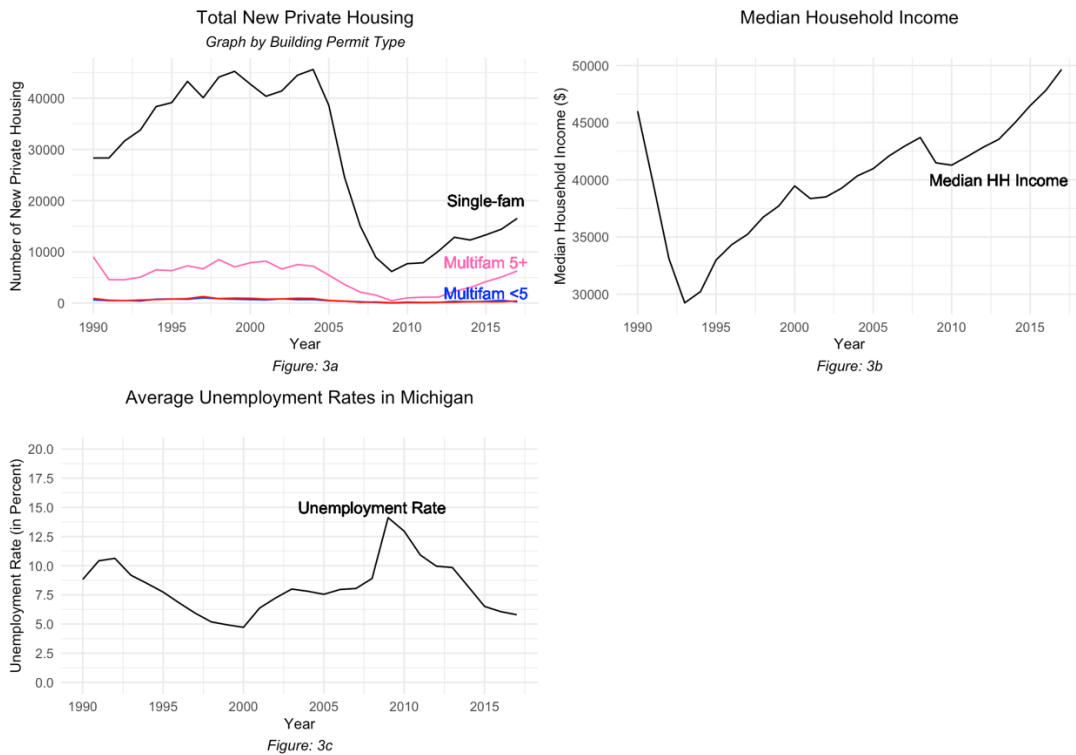 Total New Private Housing
Graph by Building Permit Type
Number of New Private Housing
40000
30000
20000
10000
0
Single-fam
Multifam 5+
Multifam <5
1990
1995
2000
2005
2010
2015
Year
Figure: 3a
Median Household Income
Median Household Income ($)
50000
45000
40000
35000
30000
Median HH Income
1990
1995
2000
2005
2010
2015
Year
Figure: 3b
Average Unemployment Rates in Michigan
Unemployment Rate (in Percent)
20.0
17.5
15.0
12.5
10.0
7.5
5.0
2.5
0.0
Unemployment Rate
1990
1995
2000
2005
2010
2015
Year
Figure: 3c